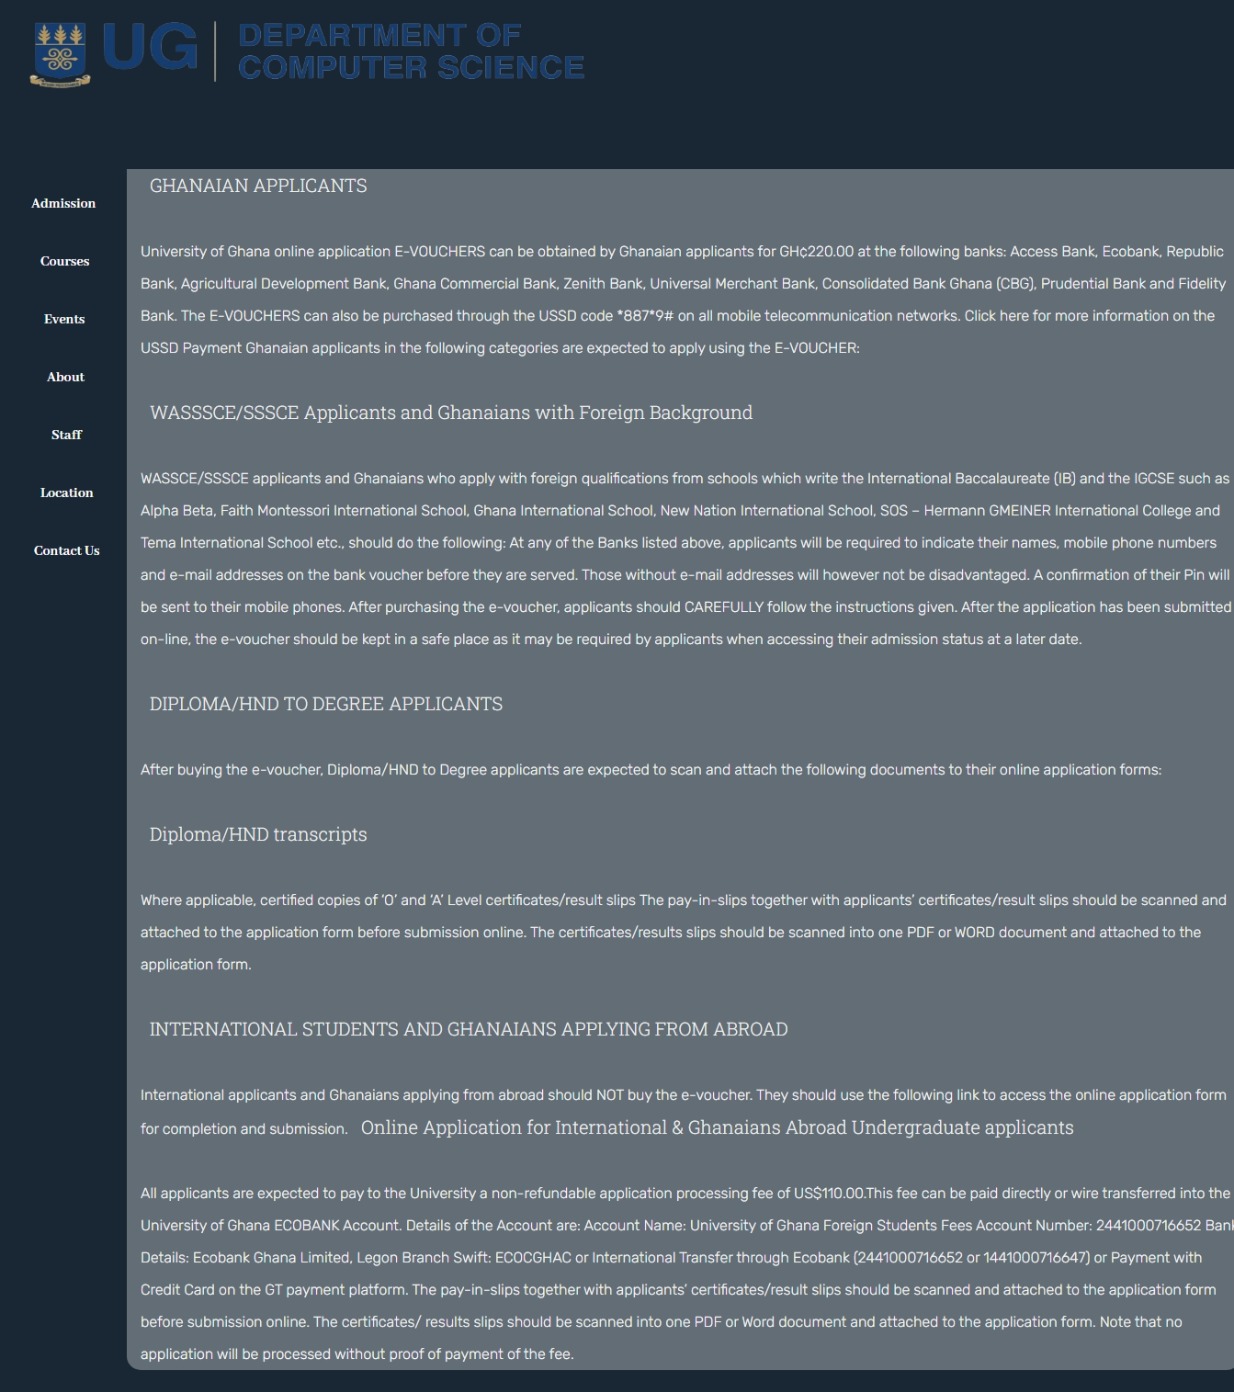 UG
DEPARTMENT OF
COMPUTER SCIENCE
Admission
Courses
Events
About
Staff
Location
Contact Us
GHANAIAN APPLICANTS
University of Ghana online application E-VOUCHERS can be obtained by Ghanaian applicants for GH¢220.00 at the following banks: Access Bank, Ecobank, Republic
Bank, Agricultural Development Bank, Ghana Commercial Bank, Zenith Bank, Universal Merchant Bank, Consolidated Bank Ghana (CBG), Prudential Bank and Fidelity
Bank. The E-VOUCHERS can also be purchased through the USSD code *887*9# on all mobile telecommunication networks. Click here for more information on the
USSD Payment Ghanaian applicants in the following categories are expected to apply using the E-VOUCHER:
WASSSCE/SSSCE Applicants and Ghanaians with Foreign Background
WASSCE/SSSCE applicants and Ghanaians who apply with foreign qualifications from schools which write the International Baccalaureate (IB) and the IGCSE such as
Alpha Beta, Faith Montessori International School, Ghana International School, New Nation International School, SOS – Hermann GMEINER International College and
Tema International School etc., should do the following: At any of the Banks listed above, applicants will be required to indicate their names, mobile phone numbers
and e-mail addresses on the bank voucher before they are served. Those without e-mail addresses will however not be disadvantaged. A confirmation of their Pin will
be sent to their mobile phones. After purchasing the e-voucher, applicants should CAREFULLY follow the instructions given. After the application has been submitted
on-line, the e-voucher should be kept in a safe place as it may be required by applicants when accessing their admission status at a later date.
DIPLOMA/HND TO DEGREE APPLICANTS
After buying the e-voucher, Diploma/HND to Degree applicants are expected to scan and attach the following documents to their online application forms:
Diploma/HND transcripts
Where applicable, certified copies of ‘O’ and ‘A’ Level certificates/result slips The pay-in-slips together with applicants’ certificates/result slips should be scanned and
attached to the application form before submission online. The certificates/results slips should be scanned into one PDF or WORD document and attached to the
application form.
INTERNATIONAL STUDENTS AND GHANAIANS APPLYING FROM ABROAD
International applicants and Ghanaians applying from abroad should NOT buy the e-voucher. They should use the following link to access the online application form
for completion and submission. Online Application for International & Ghanaians Abroad Undergraduate applicants
All applicants are expected to pay to the University a non-refundable application processing fee of US$110.00.This fee can be paid directly or wire transferred into the
University of Ghana ECOBANK Account. Details of the Account are: Account Name: University of Ghana Foreign Students Fees Account Number: 2441000716652 Bank
Details: Ecobank Ghana Limited, Legon Branch Swift: ECOCGHAC or International Transfer through Ecobank (2441000716652 or 1441000716647) or Payment with
Credit Card on the GT payment platform. The pay-in-slips together with applicants’ certificates/result slips should be scanned and attached to the application form
before submission online. The certificates/ results slips should be scanned into one PDF or Word document and attached to the application form. Note that no
application will be processed without proof of payment of the fee.